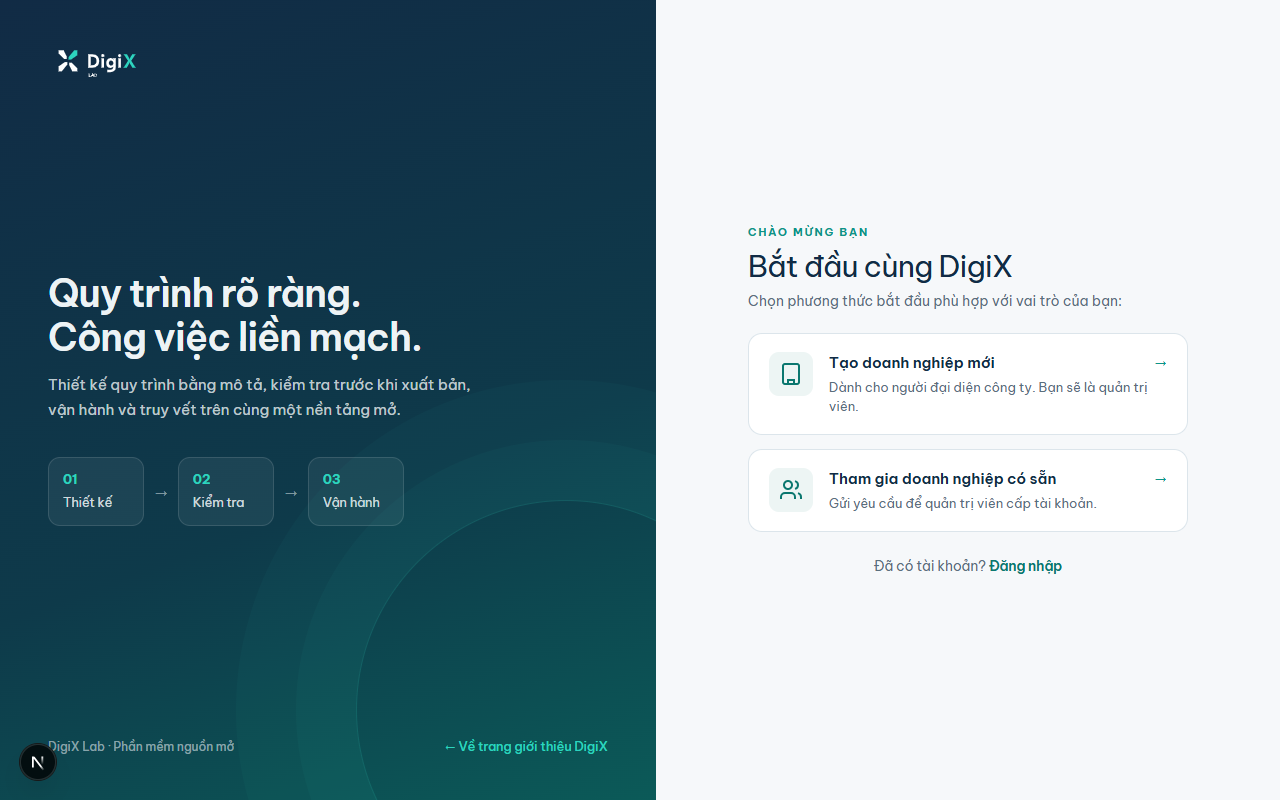 DigiX
LAO
Quy trình rõ ràng.
Công việc liền mạch.
Thiết kế quy trình bằng mô tả, kiểm tra trước khi xuất bản,
vận hành và truy vết trên cùng một nền tảng mở.
01
Thiết kế
→
02
Kiểm tra
→
03
Vận hành
DigiX Lab · Phần mềm nguồn mở
← Về trang giới thiệu DigiX
N
CHÀO MỪNG BẠN
Bắt đầu cùng DigiX
Chọn phương thức bắt đầu phù hợp với vai trò của bạn:
Tạo doanh nghiệp mới →
Dành cho người đại diện công ty. Bạn sẽ là quản trị
viên.
Tham gia doanh nghiệp có sẵn →
Gửi yêu cầu để quản trị viên cấp tài khoản.
Đã có tài khoản? Đăng nhập